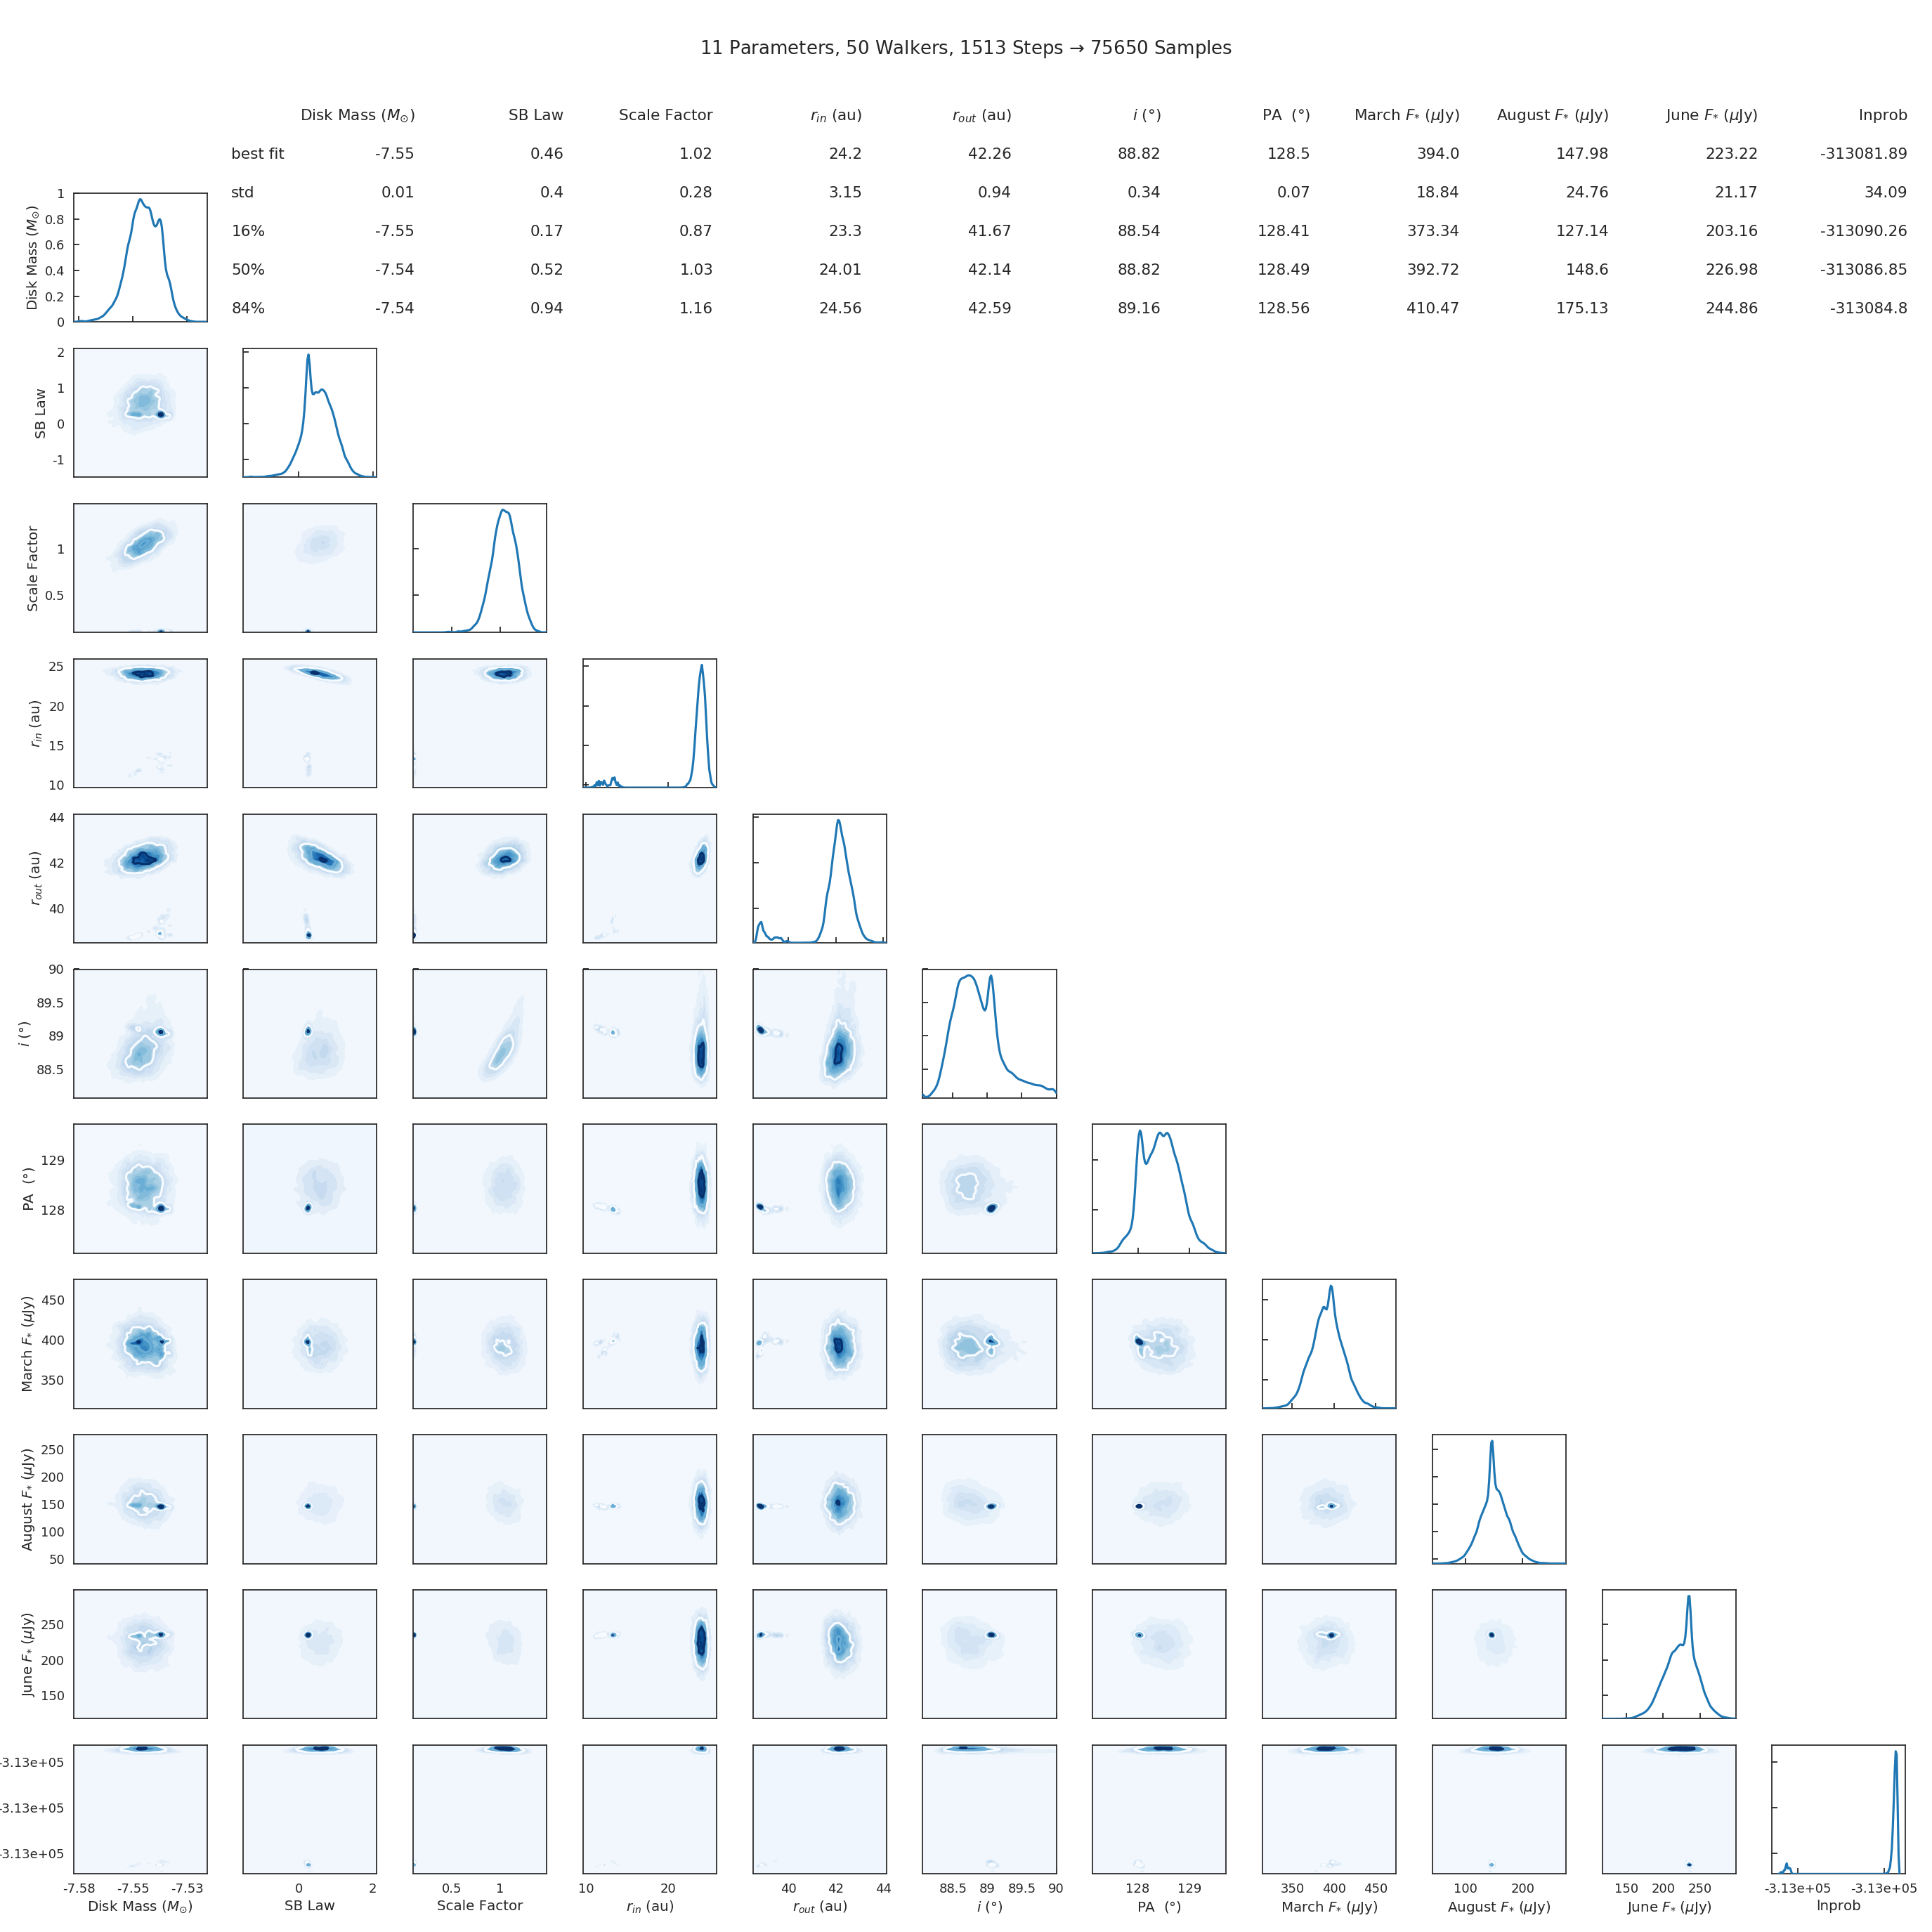 11 Parameters, 50 Walkers, 1513 Steps → 75650 Samples
Disk Mass (M⊙) SB Law Scale Factor r_in (au) r_out (au) i (°) PA (°) March F* (μJy) August F* (μJy) June F* (μJy) lnprob
best fit -7.55 0.46 1.02 24.2 42.26 88.82 128.5 394.0 147.98 223.22 -313081.89
std 0.01 0.4 0.28 3.15 0.94 0.34 0.07 18.84 24.76 21.17 34.09
16% -7.55 0.17 0.87 23.3 41.67 88.54 128.41 373.34 127.14 203.16 -313090.26
50% -7.54 0.52 1.03 24.01 42.14 88.82 128.49 392.72 148.6 226.98 -313086.85
84% -7.54 0.94 1.16 24.56 42.59 89.16 128.56 410.47 175.13 244.86 -313084.8
Disk Mass (M⊙)
1
0.8
0.6
0.4
0.2
0
SB Law
2
1
0
-1
Scale Factor
1
0.5
r_in (au)
25
20
15
10
r_out (au)
44
42
40
i (°)
90
89.5
89
88.5
PA (°)
129
128
March F* (μJy)
450
400
350
August F* (μJy)
250
200
150
100
50
June F* (μJy)
250
200
150
-3.13e+05
-3.13e+05
-3.13e+05
-7.58 -7.55 -7.53 0 2 0.5 1 10 20 40 42 44 88.5 89 89.5 90 128 129 350 400 450 100 200 150 200 250 -3.13e+05 -3.13e+05
Disk Mass (M⊙) SB Law Scale Factor r_in (au) r_out (au) i (°) PA (°) March F* (μJy) August F* (μJy) June F* (μJy) lnprob